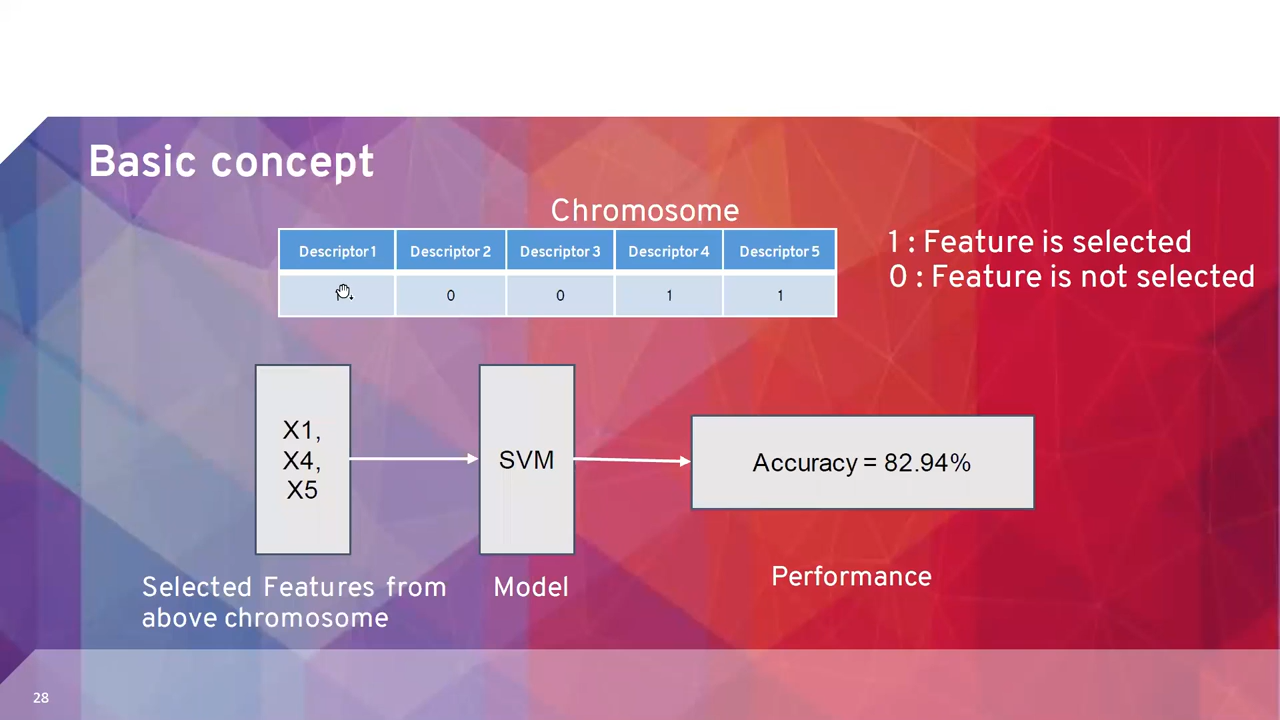 Basic concept
Chromosome
Descriptor 1 Descriptor 2 Descriptor 3 Descriptor 4 Descriptor 5
0 0 1 1
1 : Feature is selected
0 : Feature is not selected
X1,
X4,
X5
SVM
Accuracy = 82.94%
Selected Features from
above chromosome
Model
Performance
28